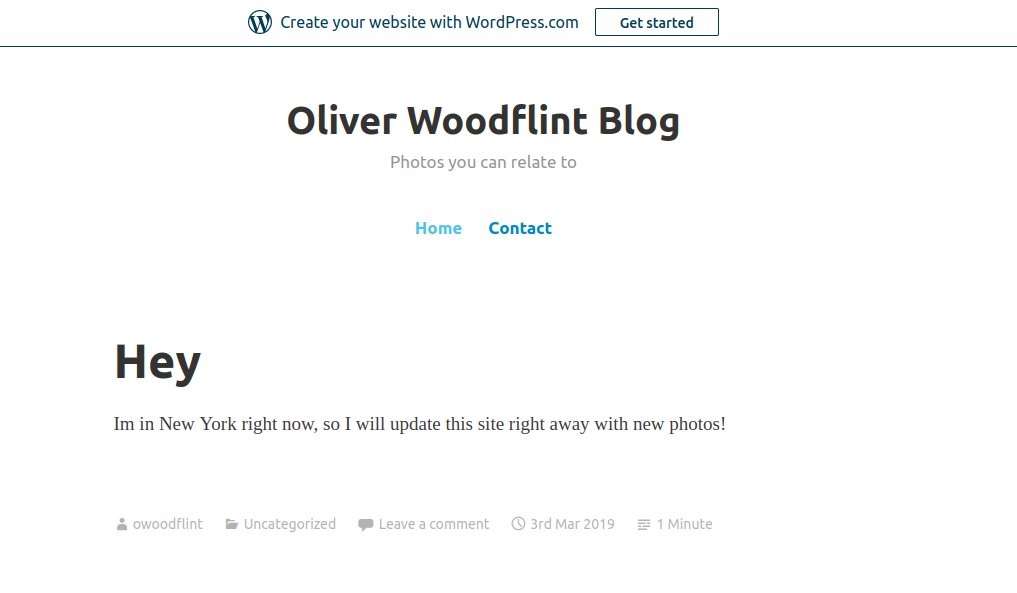 Create your website with WordPress.com Get started
Oliver Woodflint Blog
Photos you can relate to
Home Contact
Hey
Im in New York right now, so I will update this site right away with new photos!
owoodflint Uncategorized Leave a comment 3rd Mar 2019 1 Minute